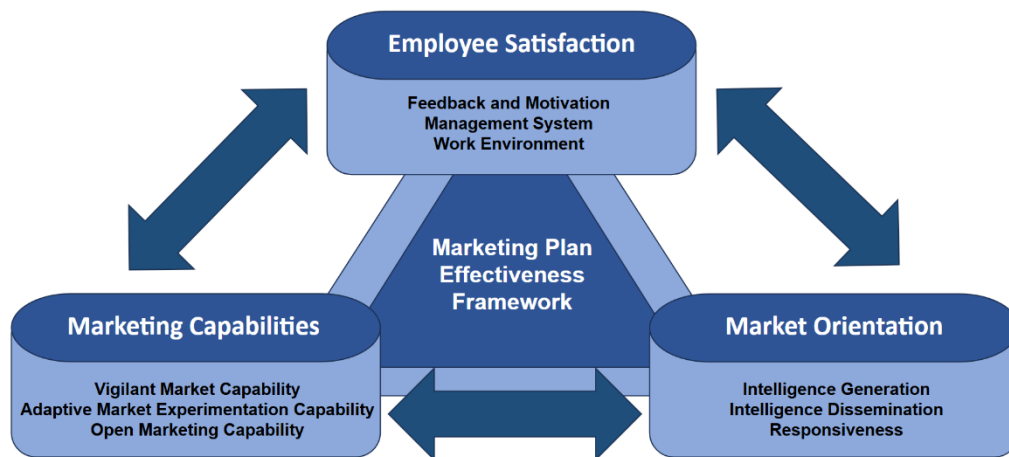 Employee Satisfaction
Feedback and Motivation
Management System
Work Environment
Marketing Plan
Effectiveness
Framework
Marketing Capabilities
Vigilant Market Capability
Adaptive Market Experimentation Capability
Open Marketing Capability
Market Orientation
Intelligence Generation
Intelligence Dissemination
Responsiveness